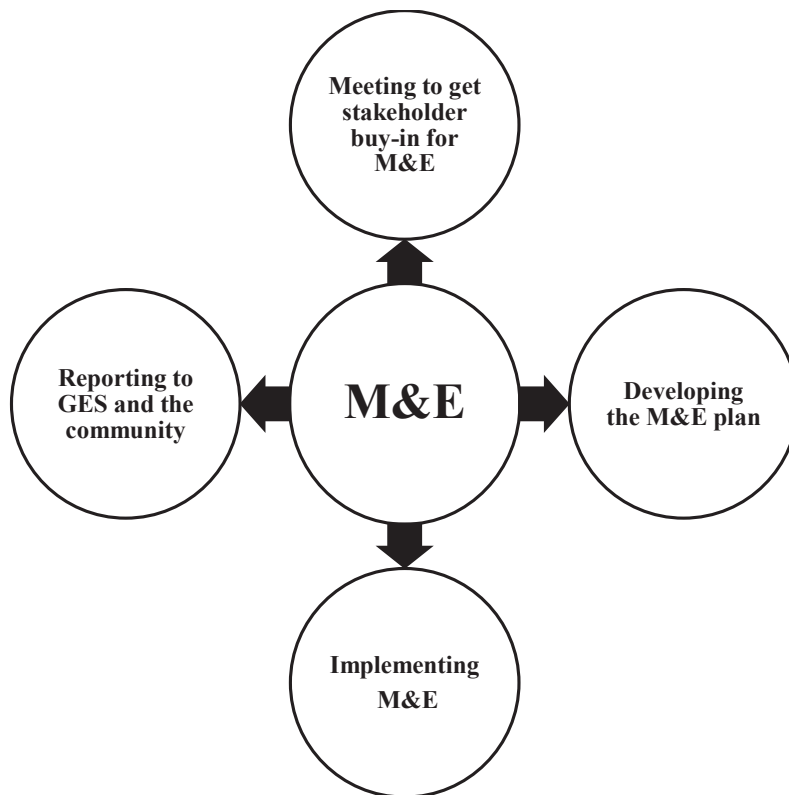 Meeting to get
stakeholder
buy-in for
M&E
Reporting to
GES and the
community
M&E
Developing
the M&E plan
Implementing
M&E